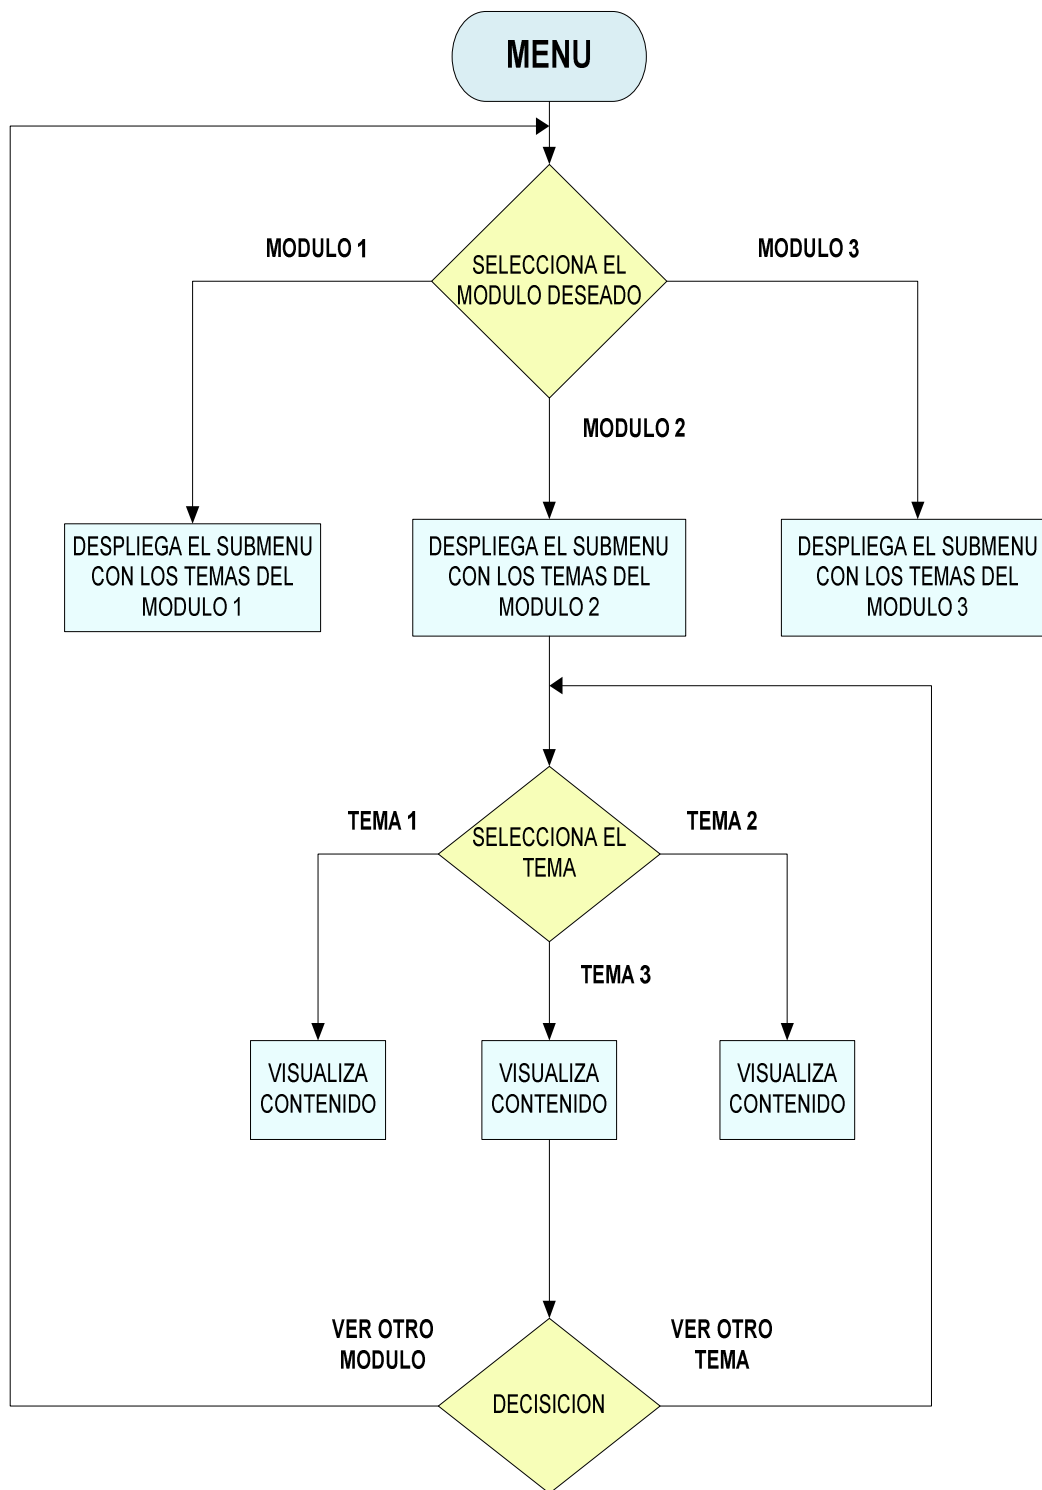 MENU
MODULO 1
MODULO 3
SELECCIONA EL
MODULO DESEADO
MODULO 2
DESPLIEGA EL SUBMENU
CON LOS TEMAS DEL
MODULO 1
DESPLIEGA EL SUBMENU
CON LOS TEMAS DEL
MODULO 2
DESPLIEGA EL SUBMENU
CON LOS TEMAS DEL
MODULO 3
TEMA 1
TEMA 2
SELECCIONA EL
TEMA
TEMA 3
VISUALIZA
CONTENIDO
VISUALIZA
CONTENIDO
VISUALIZA
CONTENIDO
VER OTRO
MODULO
VER OTRO
TEMA
DECISICION